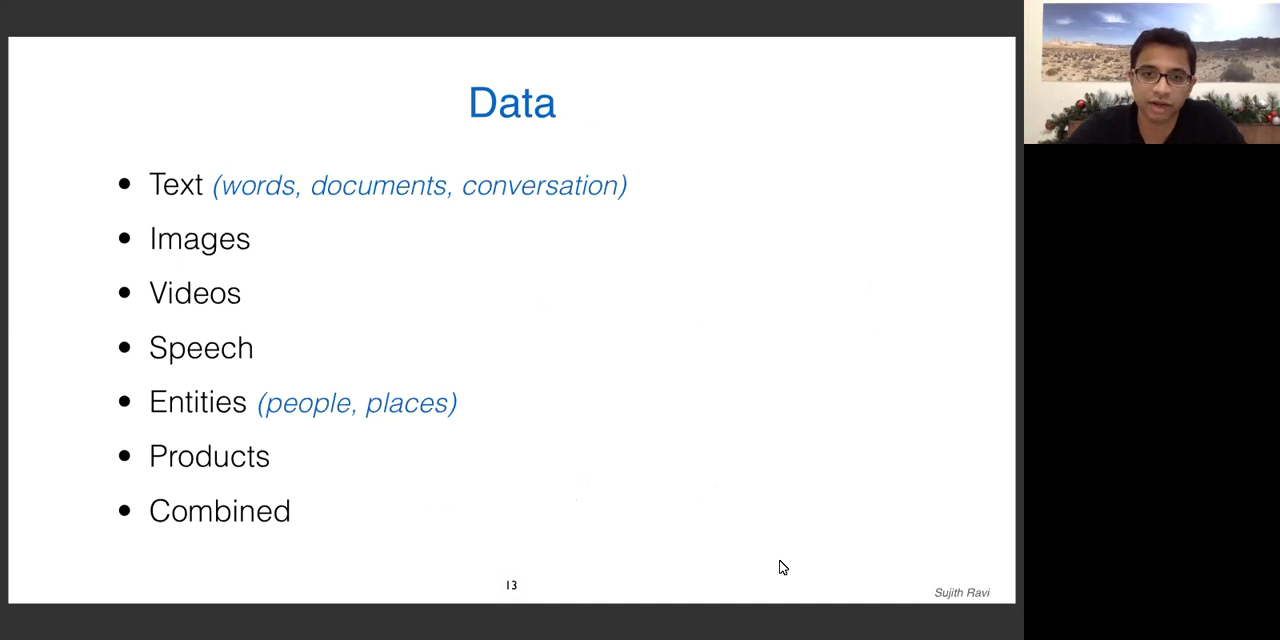 Data
• Text (words, documents, conversation)
• Images
• Videos
• Speech
• Entities (people, places)
• Products
• Combined
13
Sujith Ravi